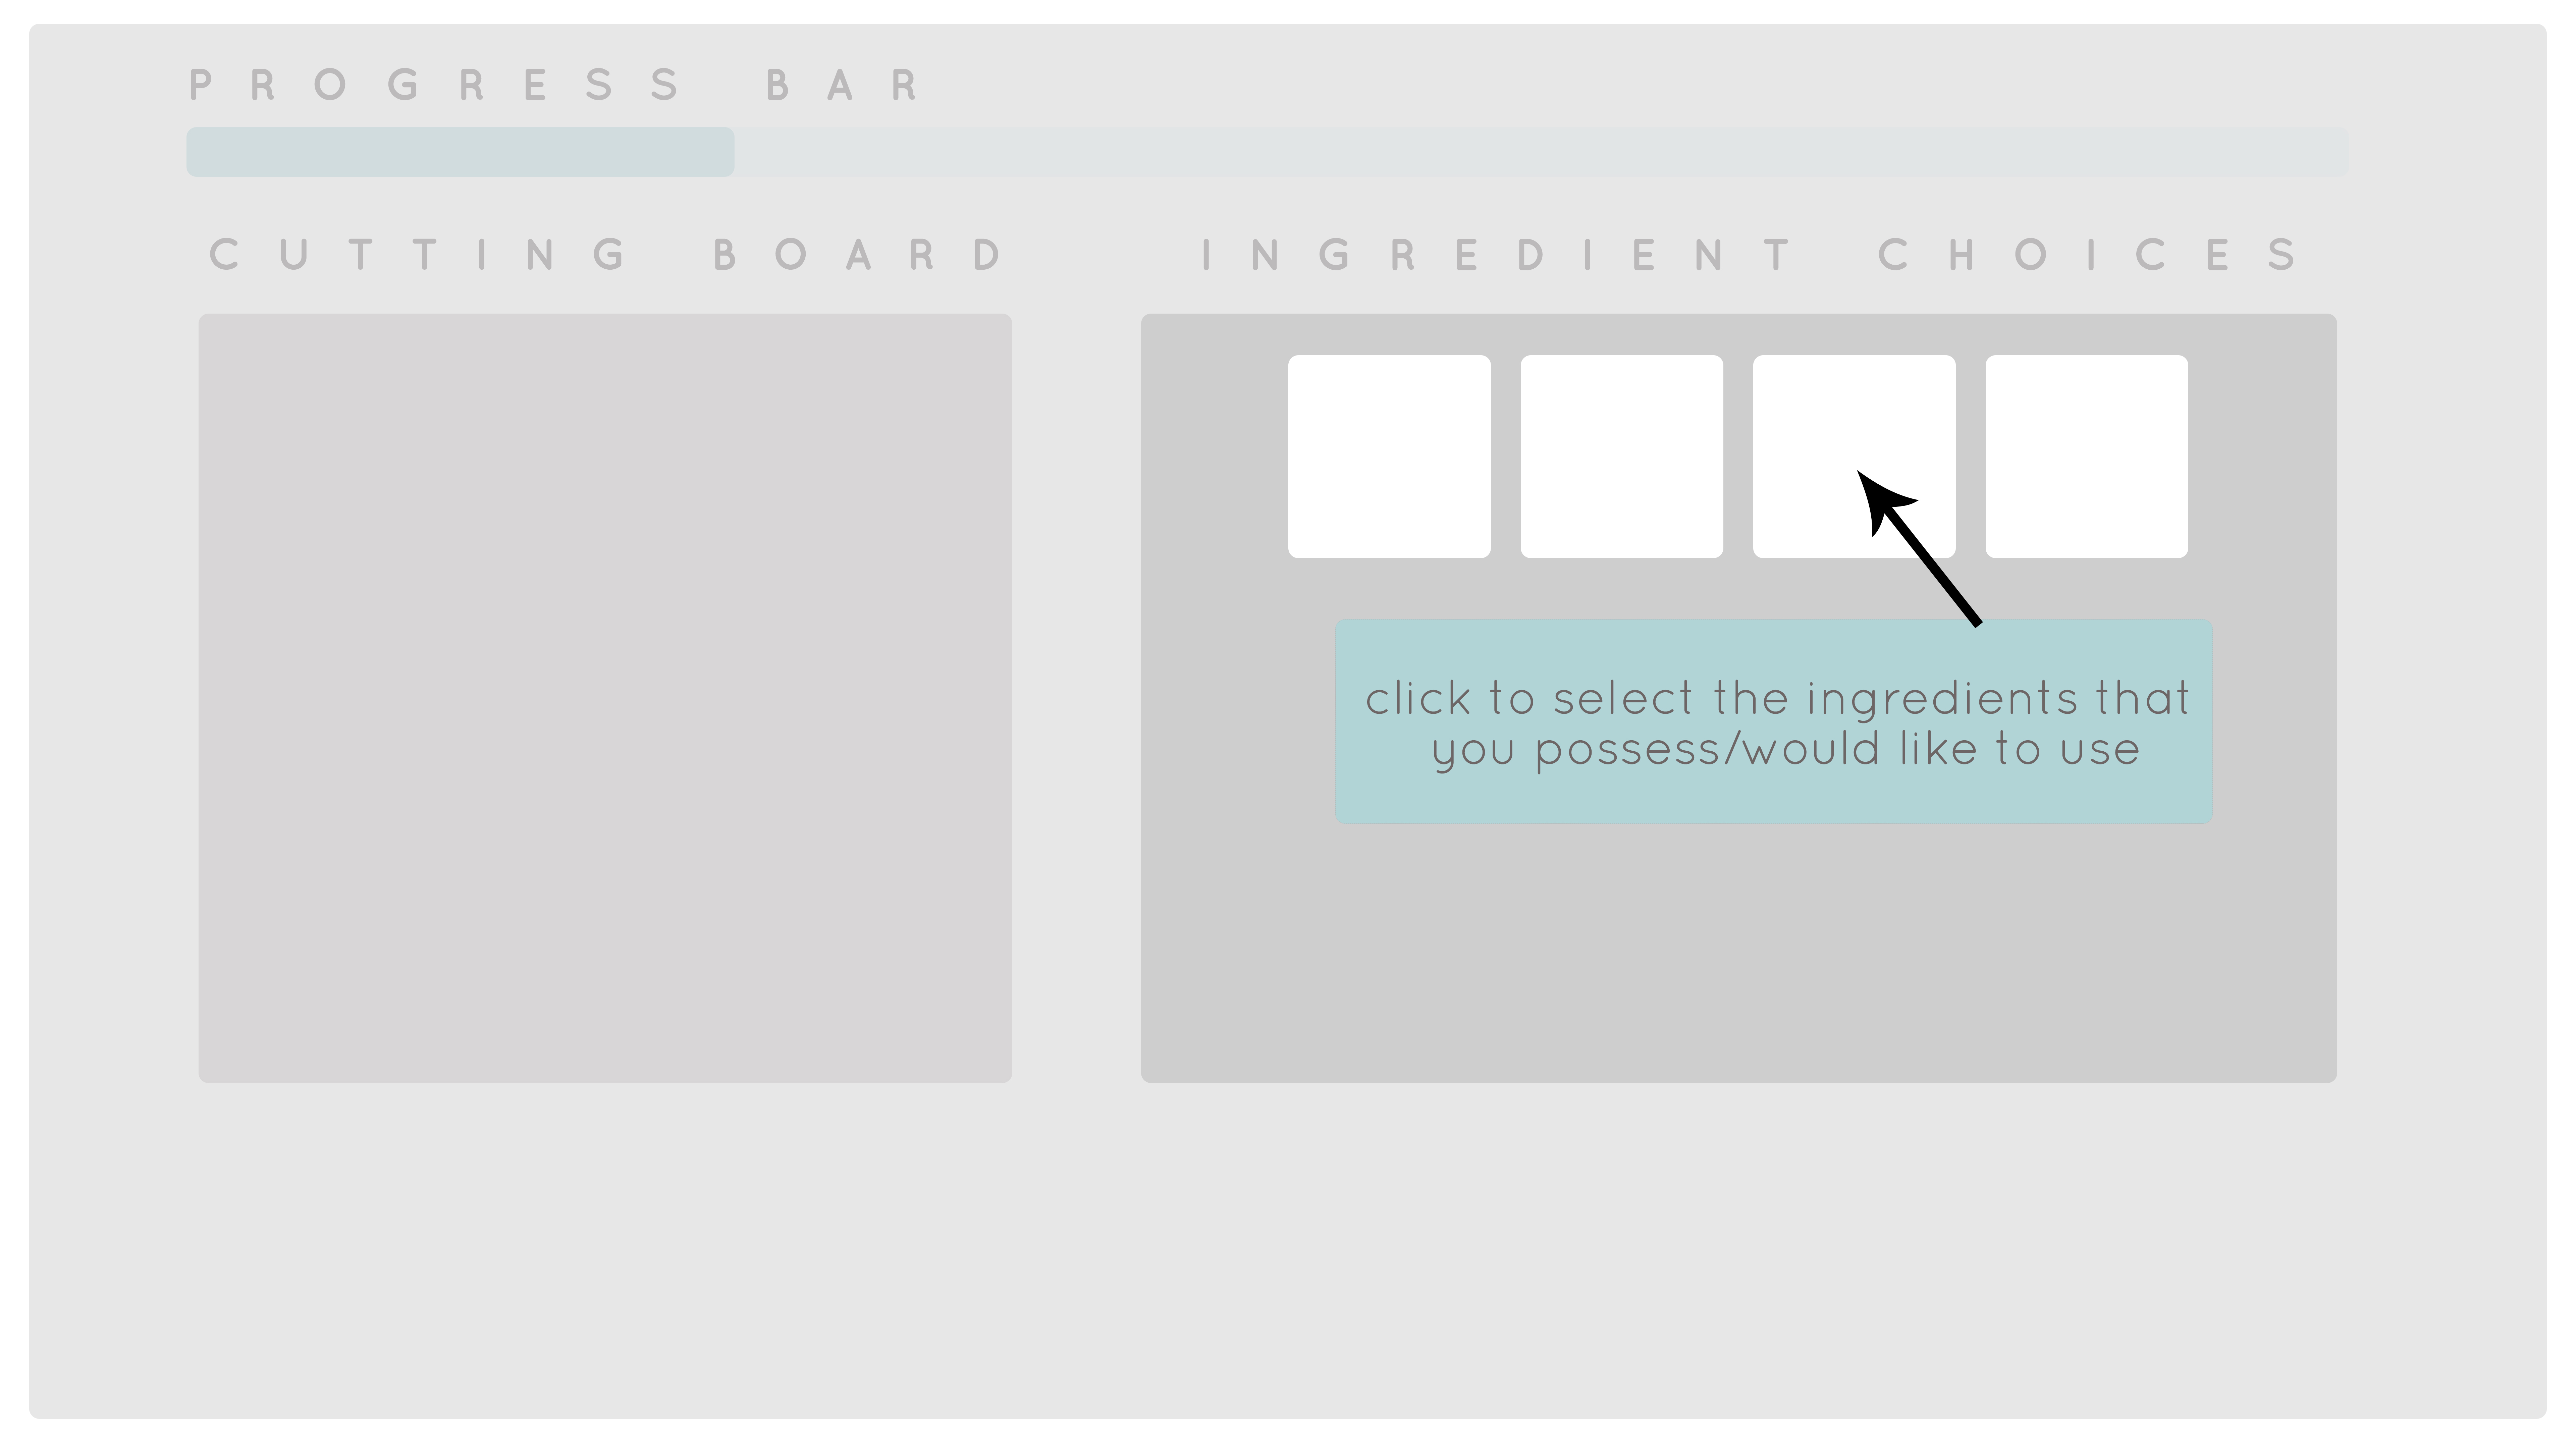 PROGRESS BAR
CUTTING BOARD
INGREDIENT CHOICES
click to select the ingredients that
you possess/would like to use